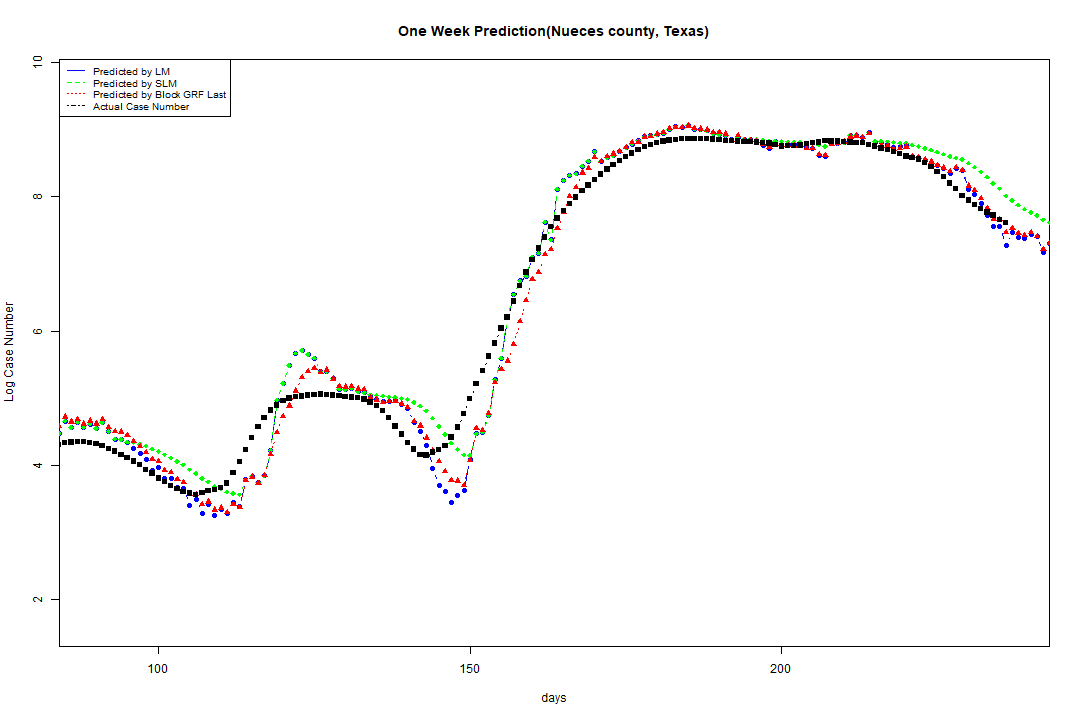 One Week Prediction(Nueces county, Texas)
Predicted by LM
Predicted by SLM
Predicted by Block GRF Last
Actual Case Number
10
8
6
4
2
Log Case Number
100 150 200
days